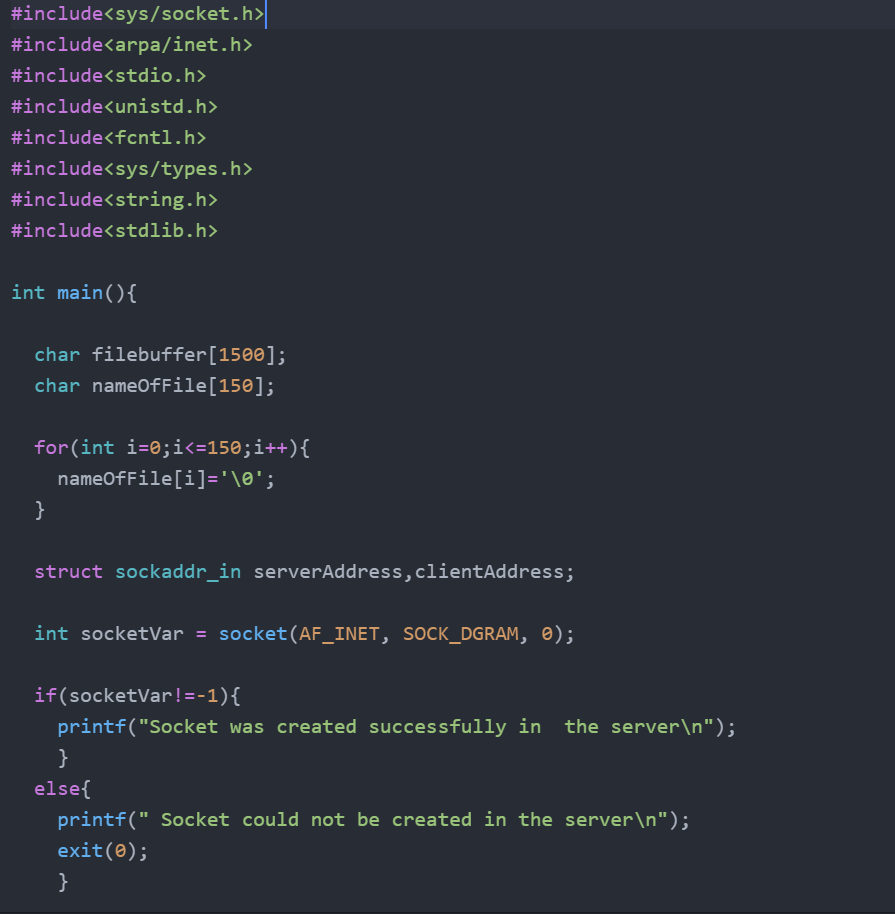 #include<sys/socket.h>
#include<arpa/inet.h>
#include<stdio.h>
#include<unistd.h>
#include<fcntl.h>
#include<sys/types.h>
#include<string.h>
#include<stdlib.h>

int main(){

  char filebuffer[1500];
  char nameOfFile[150];

  for(int i=0;i<=150;i++){
    nameOfFile[i]='\0';
  }

  struct sockaddr_in serverAddress,clientAddress;

  int socketVar = socket(AF_INET, SOCK_DGRAM, 0);

  if(socketVar!=-1){
    printf("Socket was created successfully in  the server\n");
    }
  else{
    printf(" Socket could not be created in the server\n");
    exit(0);
    }